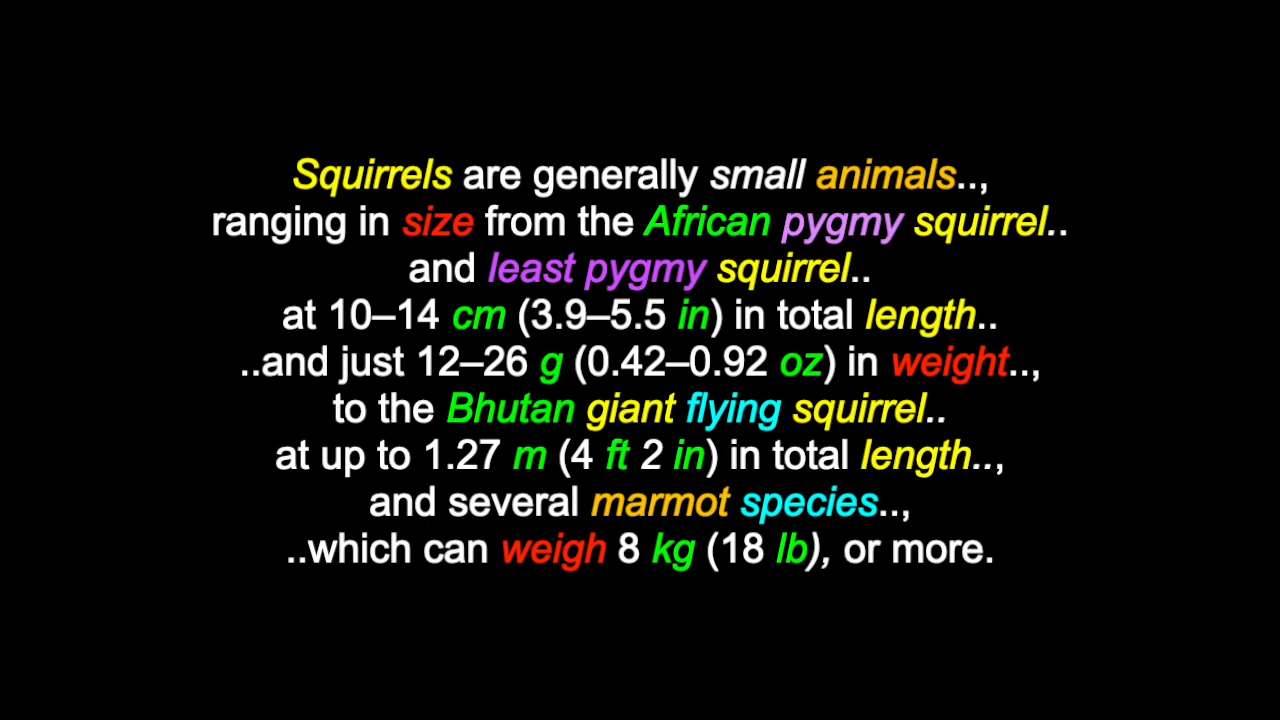 Squirrels are generally small animals..,
ranging in size from the African pygmy squirrel..
and least pygmy squirrel..
at 10–14 cm (3.9–5.5 in) in total length..
..and just 12–26 g (0.42–0.92 oz) in weight..,
to the Bhutan giant flying squirrel..
at up to 1.27 m (4 ft 2 in) in total length..,
and several marmot species..,
..which can weigh 8 kg (18 lb), or more.